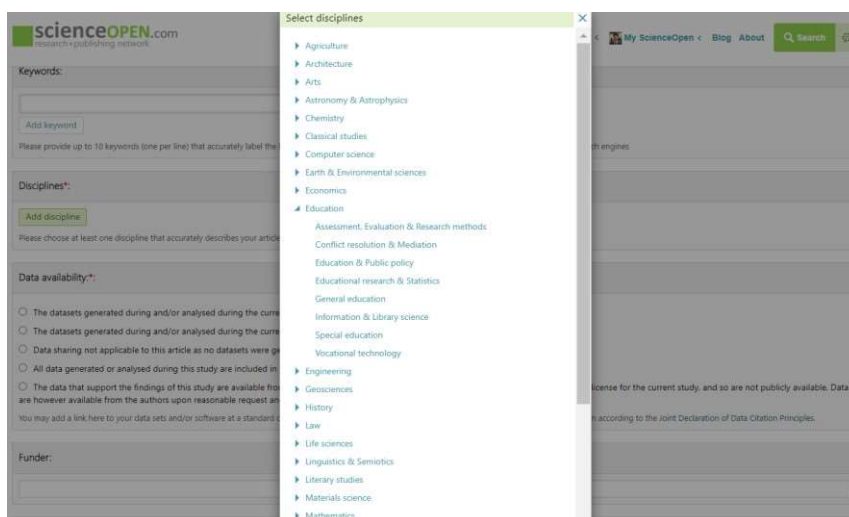 scienceOPEN.com
research+publishing network
My ScienceOpen
Blog
About
Search
Keywords:
Add keyword
Please provide up to 10 keywords (one per line) that accurately label the
ch engines
Disciplines*:
Add discipline
Please choose at least one discipline that accurately describes your article
Data availability:*:
The datasets generated during and/or analysed during the curre
The datasets generated during and/or analysed during the curre
Data sharing not applicable to this article as no datasets were ge
All data generated or analysed during this study are included in
The data that support the findings of this study are available fro
license for the current study, and so are not publicly available. Data
are however available from the authors upon reasonable request an
You may add a link here to your data sets and/or software at a standard
n according to the Joint Declaration of Data Citation Principles.
Funder:
Select disciplines
Agriculture
Architecture
Arts
Astronomy & Astrophysics
Chemistry
Classical studies
Computer science
Earth & Environmental sciences
Economics
Education
Assessment, Evaluation & Research methods
Conflict resolution & Mediation
Education & Public policy
Educational research & Statistics
General education
Information & Library science
Special education
Vocational technology
Engineering
Geosciences
History
Law
Life sciences
Linguistics & Semiotics
Literary studies
Materials science
Mathematics